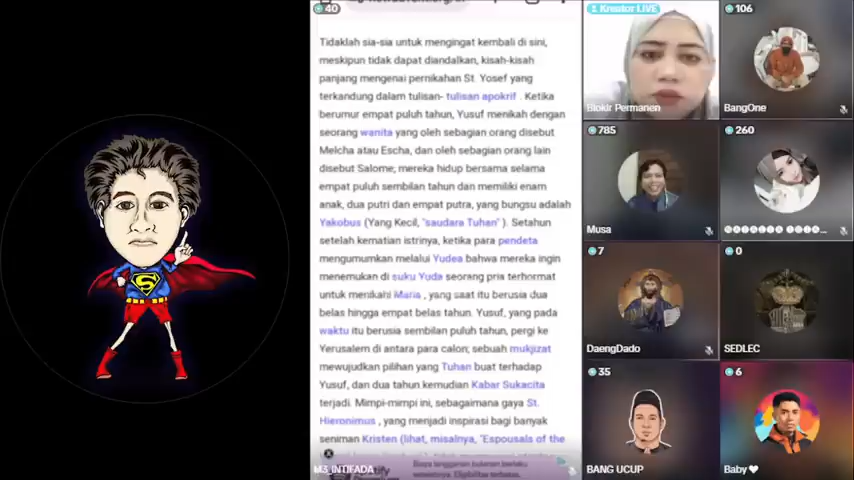 40
Tidaklah sia-sia untuk mengingat kembali di sini,
meskipun tidak dapat diandalkan, kisah-kisah
panjang mengenai pernikahan St. Yosef yang
terkandung dalam tulisan- tulisan apokrif . Ketika
berumur empat puluh tahun, Yusuf menikah dengan
seorang wanita yang oleh sebagian orang disebut
Melcha atau Escha, dan oleh sebagian orang lain
disebut Salome; mereka hidup bersama selama
empat puluh sembilan tahun dan memiliki enam
anak, dua putri dan empat putra, yang bungsu adalah
Yakobus (Yang Kecil, "saudara Tuhan" ). Setahun
setelah kematian istrinya, ketika para pendeta
mengumumkan melalui Yudea bahwa mereka ingin
menemukan di suku Yuda seorang pria terhormat
untuk menikahi Maria , yang saat itu berusia dua
belas hingga empat belas tahun. Yusuf, yang pada
waktu itu berusia sembilan puluh tahun, pergi ke
Yerusalem di antara para calon; sebuah mukjizat
mewujudkan pilihan yang Tuhan buat terhadap
Yusuf, dan dua tahun kemudian Kabar Sukacita
terjadi. Mimpi-mimpi ini, sebagaimana gaya St.
Hieronimus , yang menjadi inspirasi bagi banyak
seniman Kristen (lihat, misalnya, "Espousals of the
M3_INTIFADA
Kreator LIVE
Blokir Permanen
106
BangOne
785
Musa
260
7
DaengDado
0
SEDLEC
35
BANG UCUP
6
Baby
S